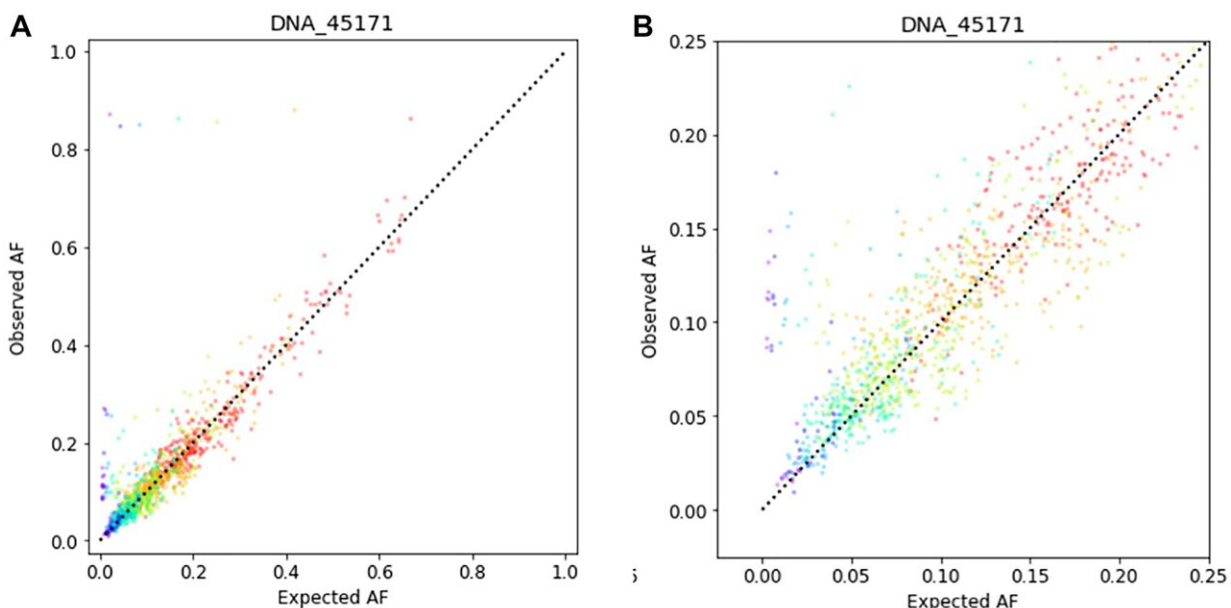 A
DNA_45171
1.0
0.8
0.6
0.4
0.2
0.0
Observed AF
0.0 0.2 0.4 0.6 0.8 1.0
Expected AF
B
DNA_45171
0.25
0.20
0.15
0.10
0.05
0.00
Observed AF
5 0.00 0.05 0.10 0.15 0.20 0.25
Expected AF